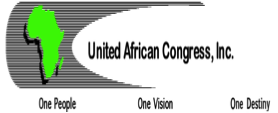 United African Congress, Inc.
One People One Vision One Destiny